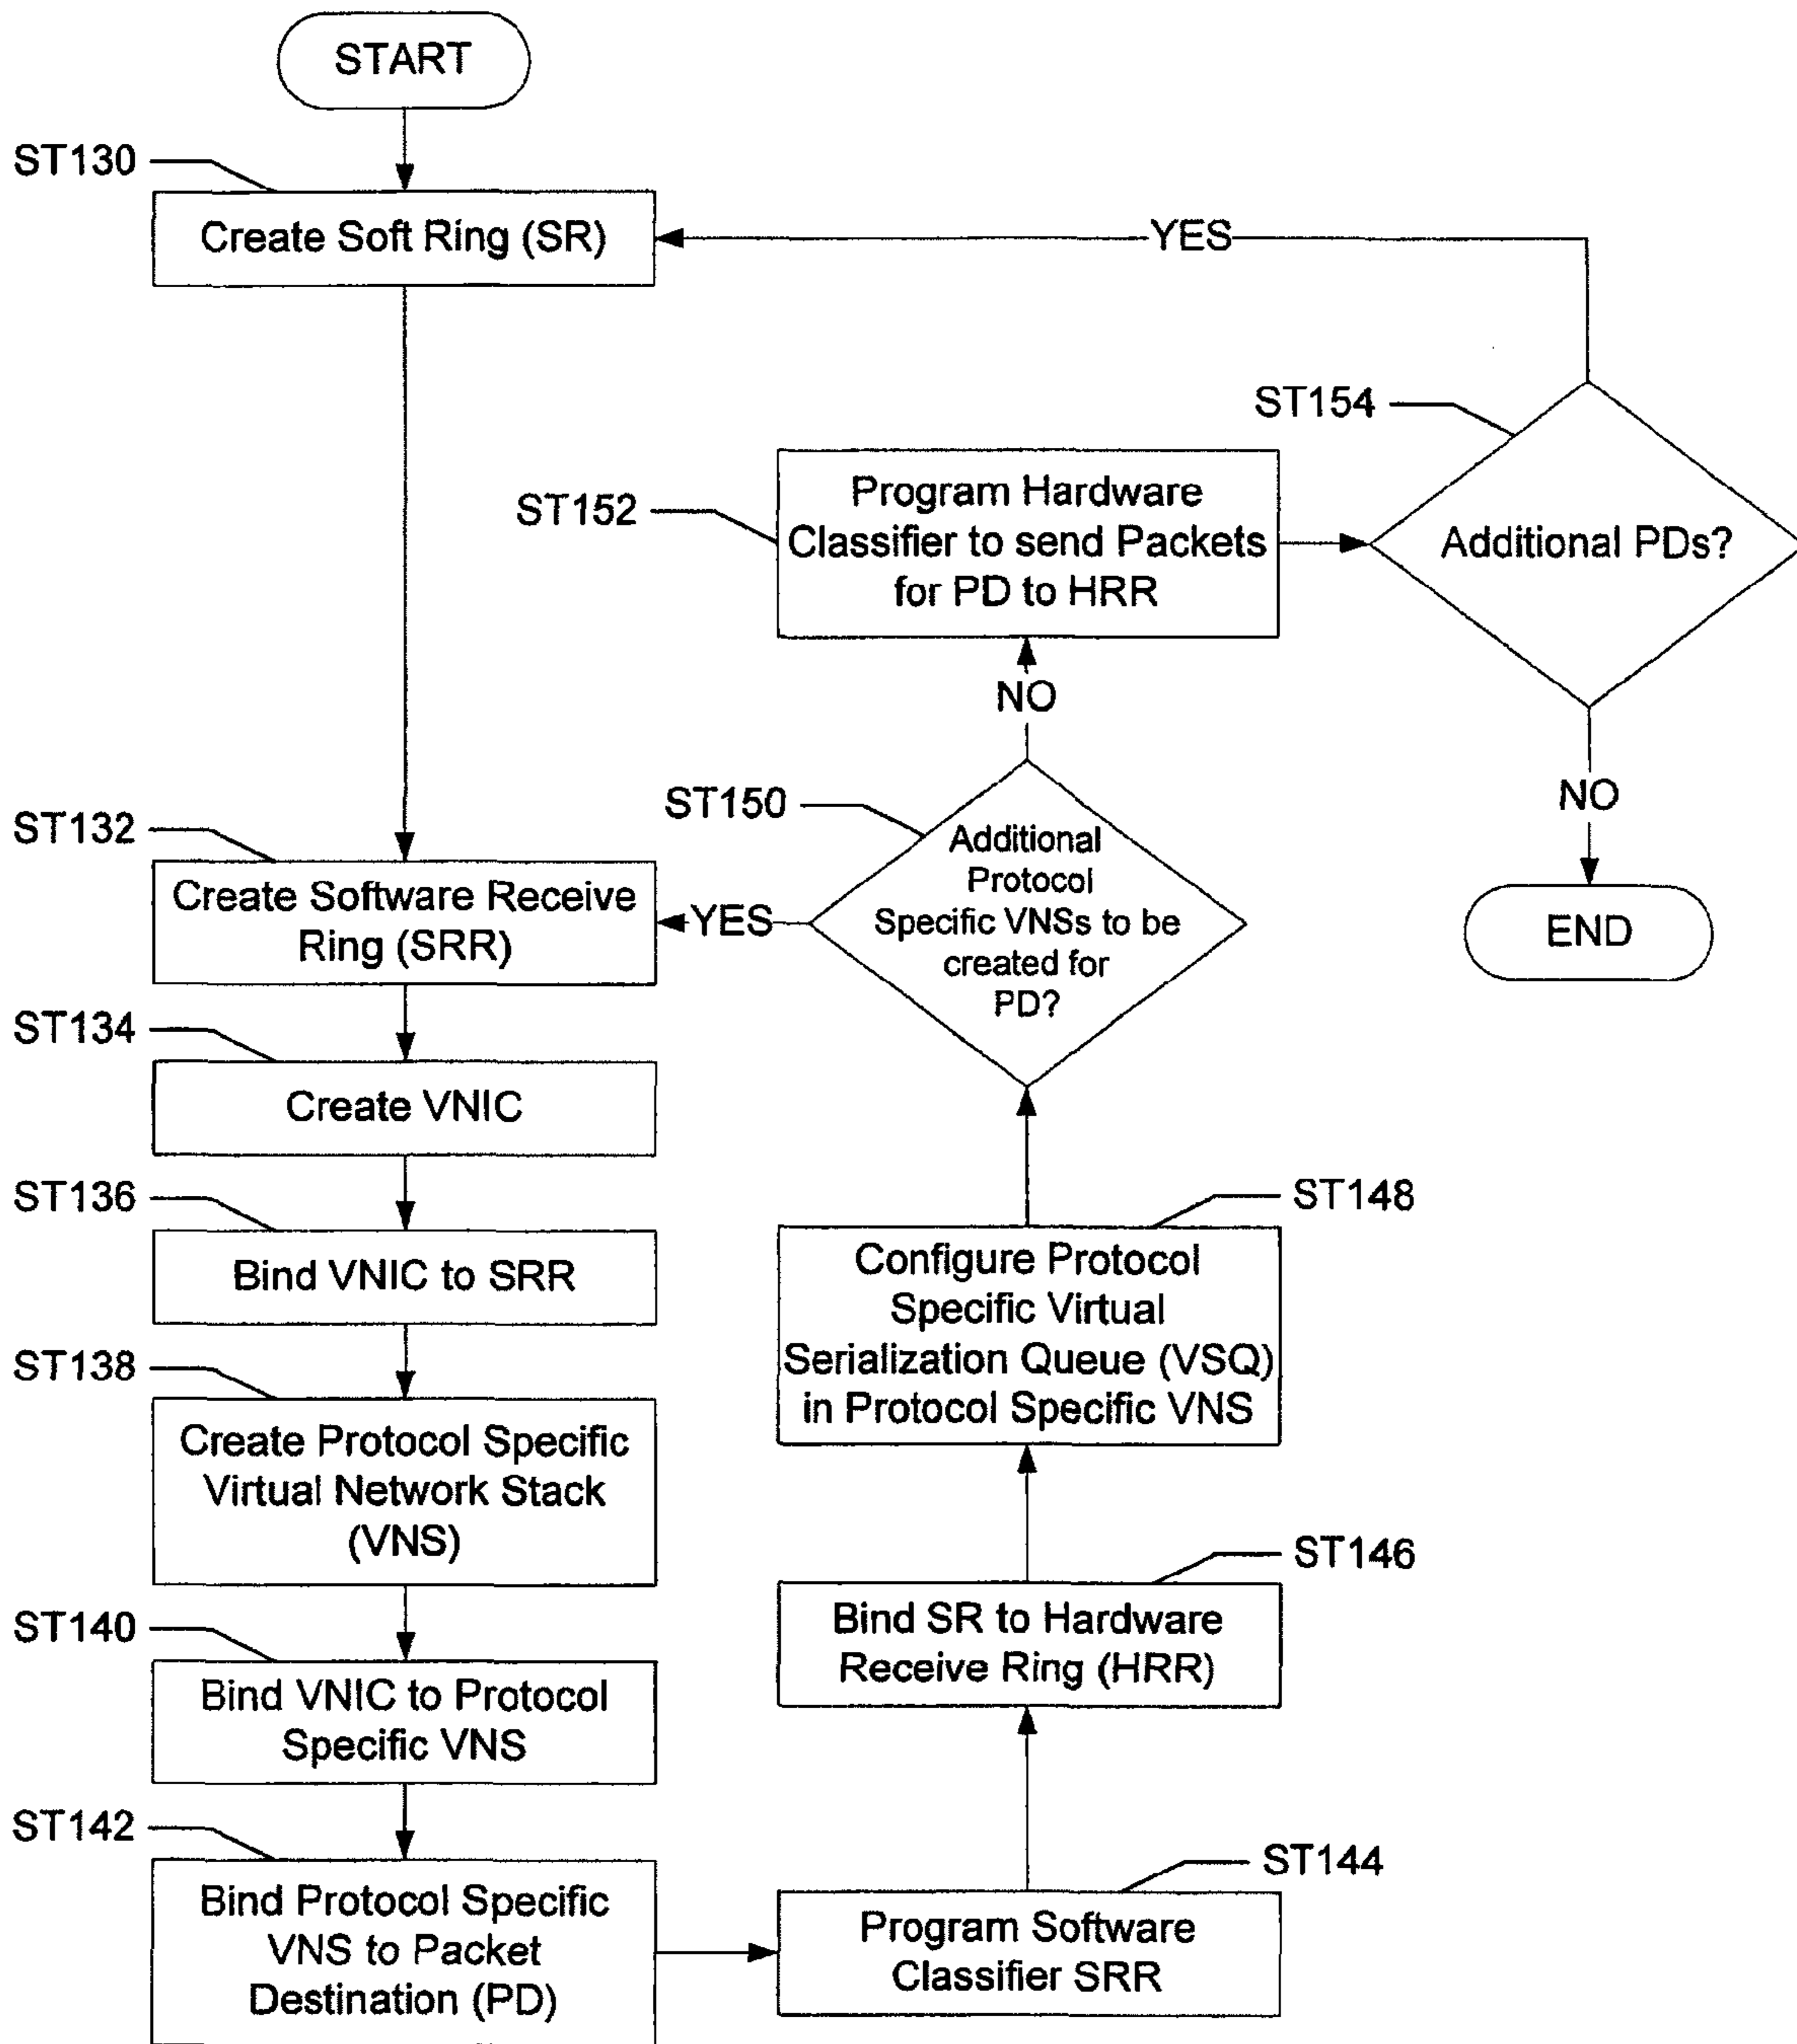 START
ST130
Create Soft Ring (SR)
YES
ST154
Additional PDs?
ST152
Program Hardware
Classifier to send Packets
for PD to HRR
NO
NO
END
ST150
Additional
Protocol
Specific VNSs to be
created for
PD?
YES
ST132
Create Software Receive
Ring (SRR)
ST134
Create VNIC
ST136
Bind VNIC to SRR
ST138
Create Protocol Specific
Virtual Network Stack
(VNS)
ST140
Bind VNIC to Protocol
Specific VNS
ST142
Bind Protocol Specific
VNS to Packet
Destination (PD)
ST144
Program Software
Classifier SRR
ST146
Bind SR to Hardware
Receive Ring (HRR)
ST148
Configure Protocol
Specific Virtual
Serialization Queue (VSQ)
in Protocol Specific VNS